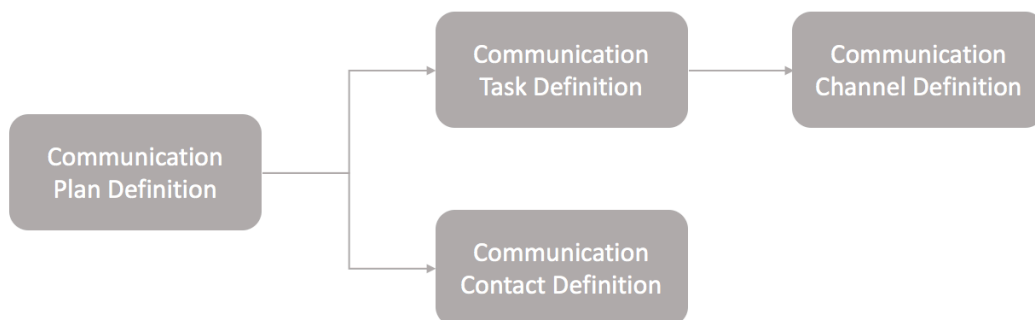 Communication
Plan Definition
Communication
Task Definition
Communication
Channel Definition
Communication
Contact Definition